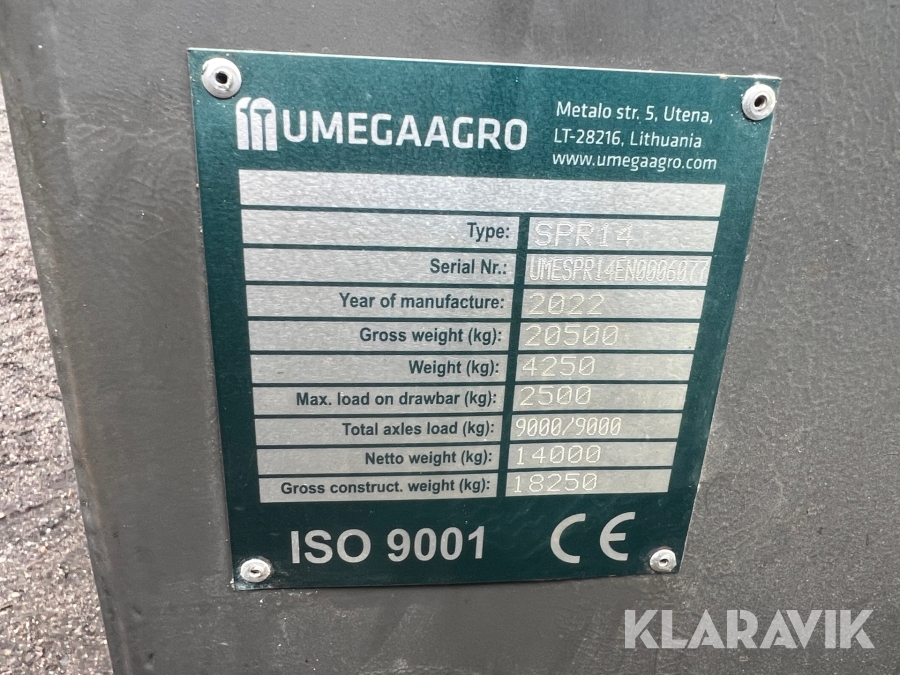 UMEGAAGRO
Metalo str. 5, Utena,
LT-28216, Lithuania
www.umegaagro.com
Type: SPR14
Serial Nr.: UMESPR14EN0006077
Year of manufacture: 2022
Gross weight (kg): 20500
Weight (kg): 4250
Max. load on drawbar (kg): 2500
Total axles load (kg): 9000/9000
Netto weight (kg): 14000
Gross construct. weight (kg): 18250
ISO 9001 CE
KLARAVIK